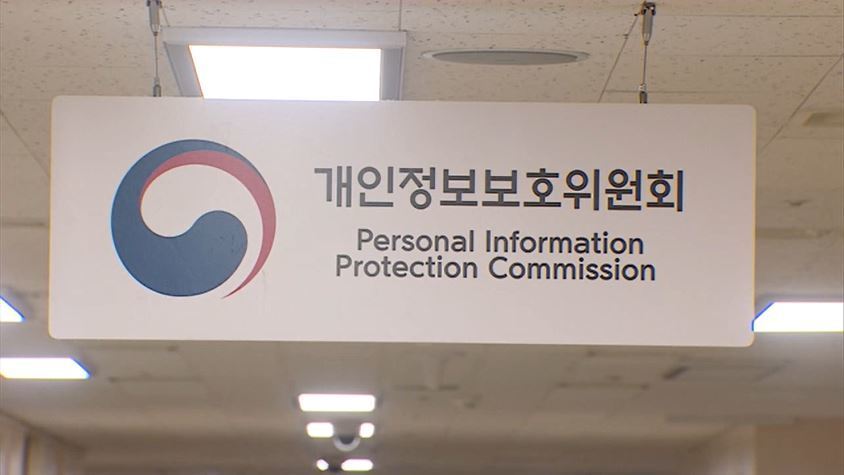 개인정보보호위원회
Personal Information
Protection Commission